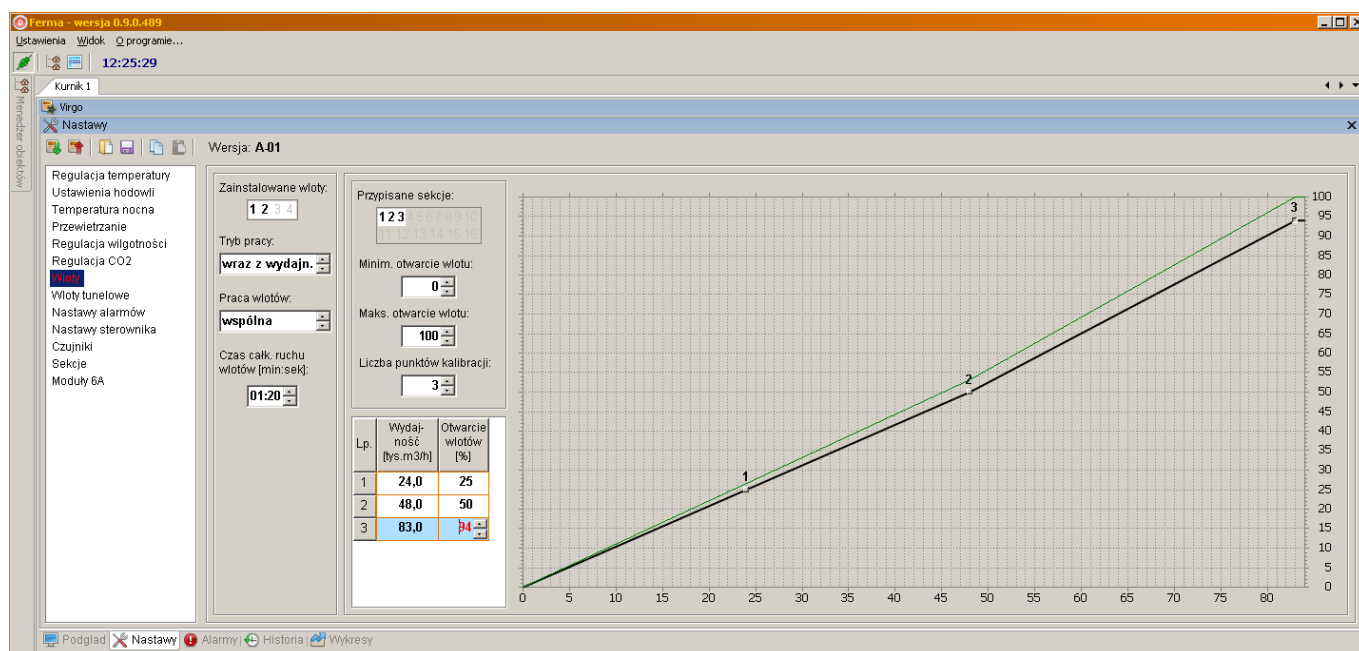 Ferma - wersja 0.9.0.489
Ustawienia Widok O programie...
12:25:29
Menedżer obiektów
Kurnik 1
Virgo
Nastawy
Wersja: A-01
Regulacja temperatury
Ustawienia hodowli
Temperatura nocna
Przewietrzanie
Regulacja wilgotności
Regulacja CO2
Wloty
Wloty tunelowe
Nastawy alarmów
Nastawy sterownika
Czujniki
Sekcje
Moduły 6A
Zainstalowane wloty:
1 2 3 4
Tryb pracy:
wraz z wydajn.
Praca wlotów:
wspólna
Czas całk. ruchu
wlotów [min:sek]:
01:20
Przypisane sekcje:
1 2 3 4 5 6 7 8 9 10
11 12 13 14 15 16
Minim. otwarcie wlotu:
0
Maks. otwarcie wlotu:
100
Liczba punktów kalibracji:
3
Lp. Wydaj- ność [tys.m3/h] Otwarcie wlotów [%]
1 24,0 25
2 48,0 50
3 83,0 94
1
2
3
100
95
90
85
80
75
70
65
60
55
50
45
40
35
30
25
20
15
10
5
0
0 5 10 15 20 25 30 35 40 45 50 55 60 65 70 75 80
Podgląd Nastawy Alarmy Historia Wykresy